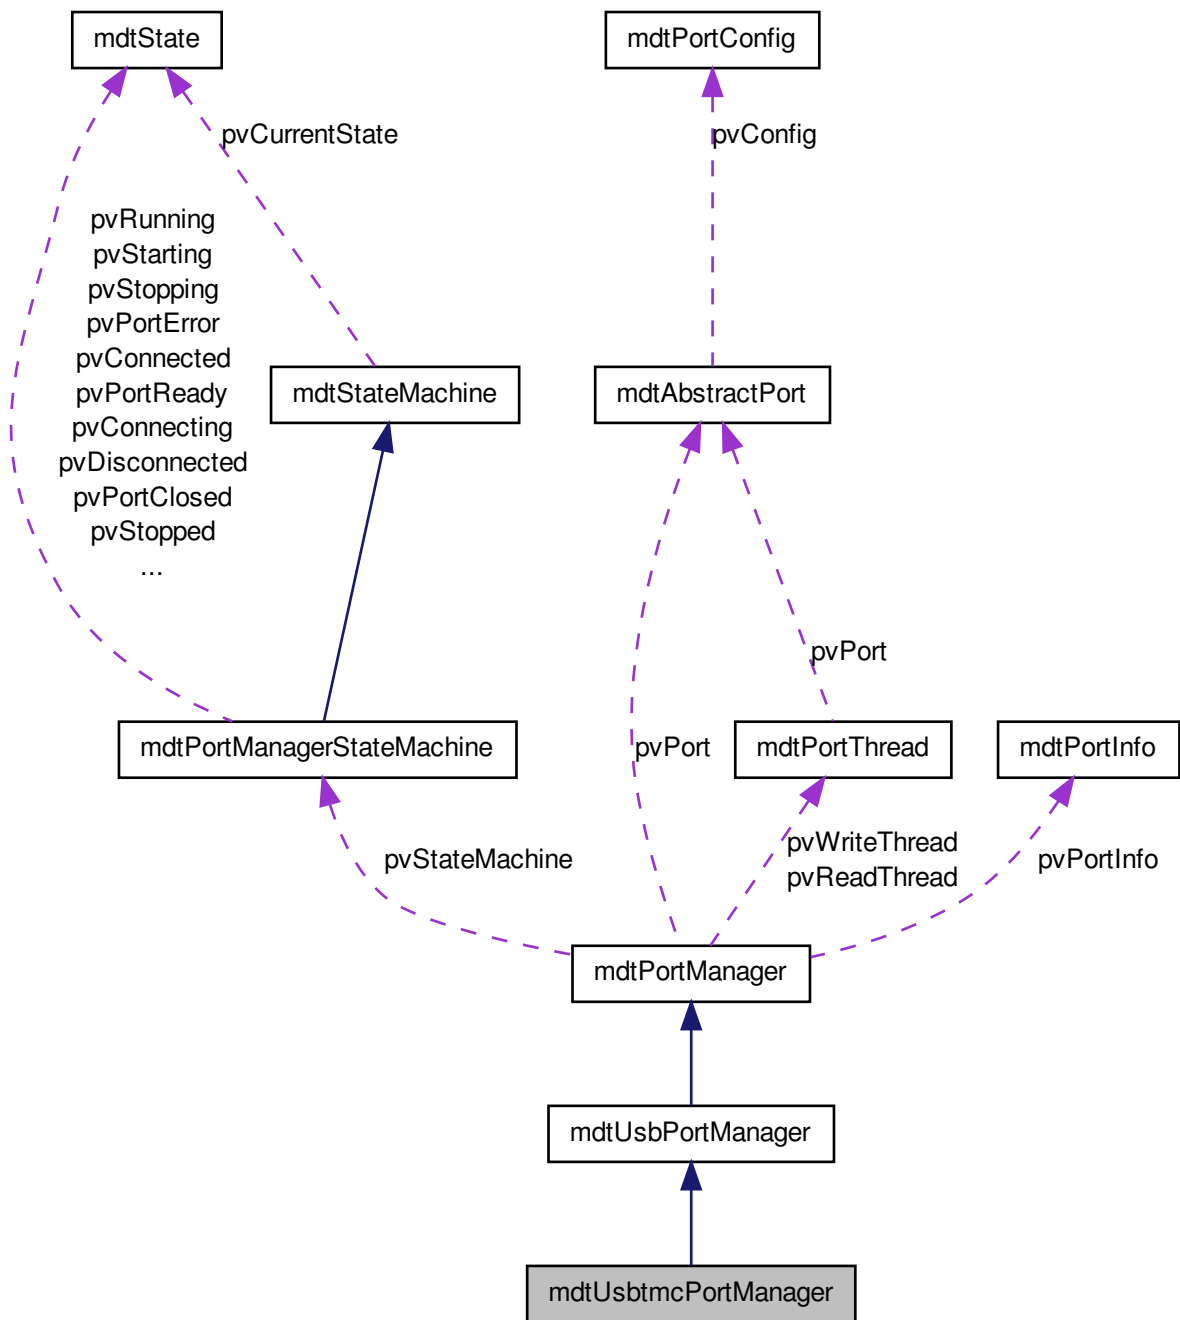 mdtState
mdtPortConfig
pvCurrentState
pvConfig
pvRunning
pvStarting
pvStopping
pvPortError
pvConnected
pvPortReady
pvConnecting
pvDisconnected
pvPortClosed
pvStopped
...
mdtStateMachine
mdtAbstractPort
pvPort
mdtPortManagerStateMachine
pvPort
mdtPortThread
mdtPortInfo
pvStateMachine
pvWriteThread
pvReadThread
pvPortInfo
mdtPortManager
mdtUsbPortManager
mdtUsbtmcPortManager